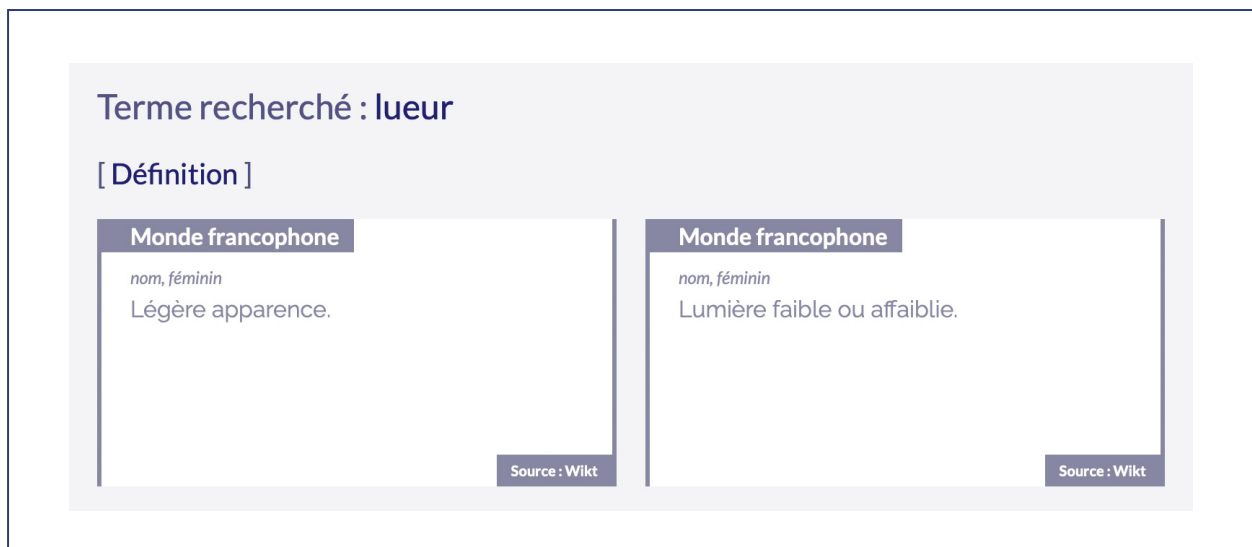 Terme recherché : lueur
[ Définition ]
Monde francophone
nom, féminin
Légère apparence.
Source : Wikt
Monde francophone
nom, féminin
Lumière faible ou affaiblie.
Source : Wikt